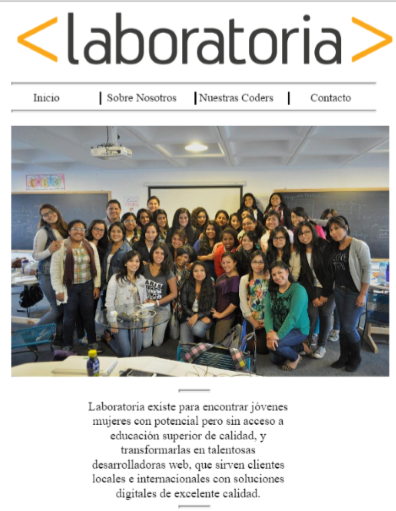 <laboratoria>
Inicio | Sobre Nosotros | Nuestras Coders | Contacto
Laboratoria existe para encontrar jóvenes
mujeres con potencial pero sin acceso a
educación superior de calidad, y
transformarlas en talentosas
desarrolladoras web, que sirven clientes
locales e internacionales con soluciones
digitales de excelente calidad.